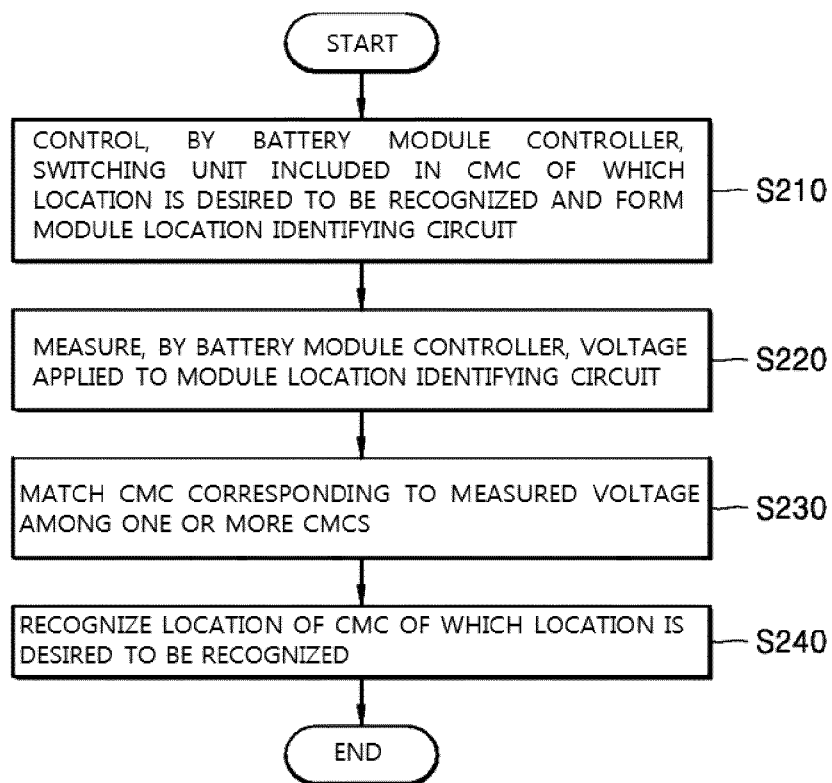 START
CONTROL, BY BATTERY MODULE CONTROLLER,
SWITCHING UNIT INCLUDED IN CMC OF WHICH
LOCATION IS DESIRED TO BE RECOGNIZED AND FORM
MODULE LOCATION IDENTIFYING CIRCUIT
S210
MEASURE, BY BATTERY MODULE CONTROLLER, VOLTAGE
APPLIED TO MODULE LOCATION IDENTIFYING CIRCUIT
S220
MATCH CMC CORRESPONDING TO MEASURED VOLTAGE
AMONG ONE OR MORE CMCS
S230
RECOGNIZE LOCATION OF CMC OF WHICH LOCATION IS
DESIRED TO BE RECOGNIZED
S240
END